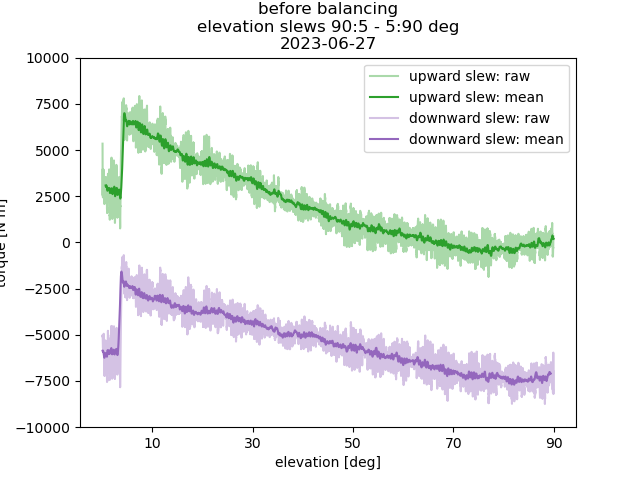 before balancing
elevation slews 90:5 - 5:90 deg
2023-06-27
10000
7500
5000
2500
0
−2500
−5000
−7500
−10000
torque [N m]
upward slew: raw
upward slew: mean
downward slew: raw
downward slew: mean
10
30
50
70
90
elevation [deg]